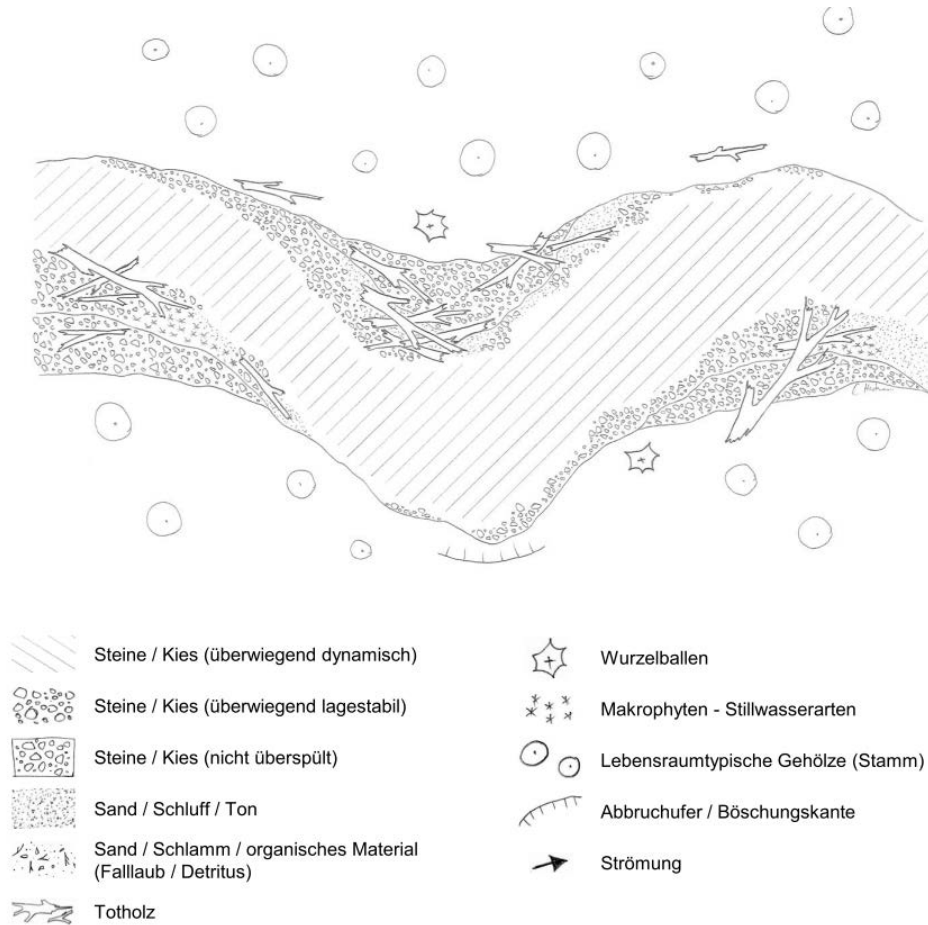 Steine / Kies (überwiegend dynamisch)
Steine / Kies (überwiegend lagestabil)
Steine / Kies (nicht überspült)
Sand / Schluff / Ton
Sand / Schlamm / organisches Material
(Falllaub / Detritus)
Totholz
Wurzelballen
Makrophyten - Stillwasserarten
Lebensraumtypische Gehölze (Stamm)
Abbruchufer / Böschungskante
Strömung